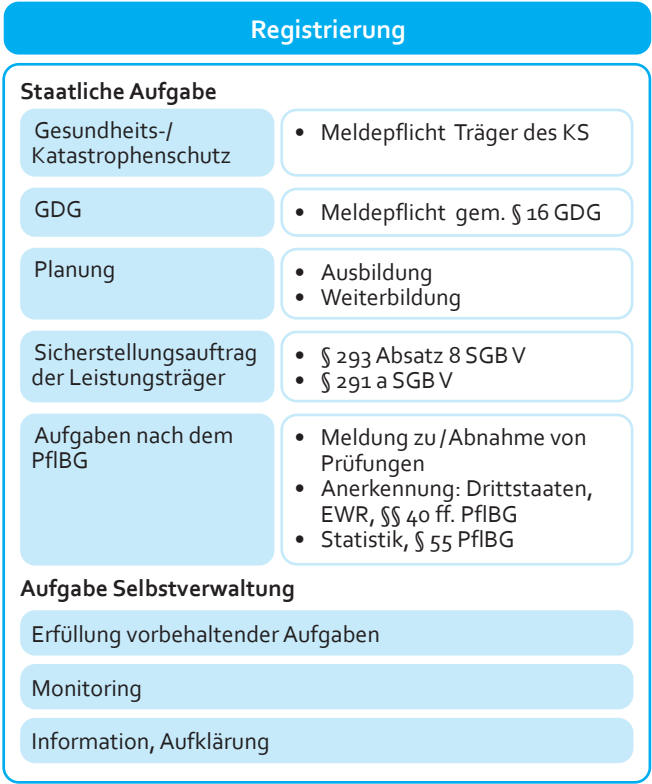 Registrierung
Staatliche Aufgabe
Gesundheits-/
Katastrophenschutz
• Meldepflicht Träger des KS
GDG
• Meldepflicht gem. § 16 GDG
Planung
• Ausbildung
• Weiterbildung
Sicherstellungsauftrag
der Leistungsträger
• § 293 Absatz 8 SGB V
• § 291 a SGB V
Aufgaben nach dem
PflBG
• Meldung zu / Abnahme von
Prüfungen
• Anerkennung: Drittstaaten,
EWR, §§ 40 ff. PflBG
• Statistik, § 55 PflBG
Aufgabe Selbstverwaltung
Erfüllung vorbehaltender Aufgaben
Monitoring
Information, Aufklärung